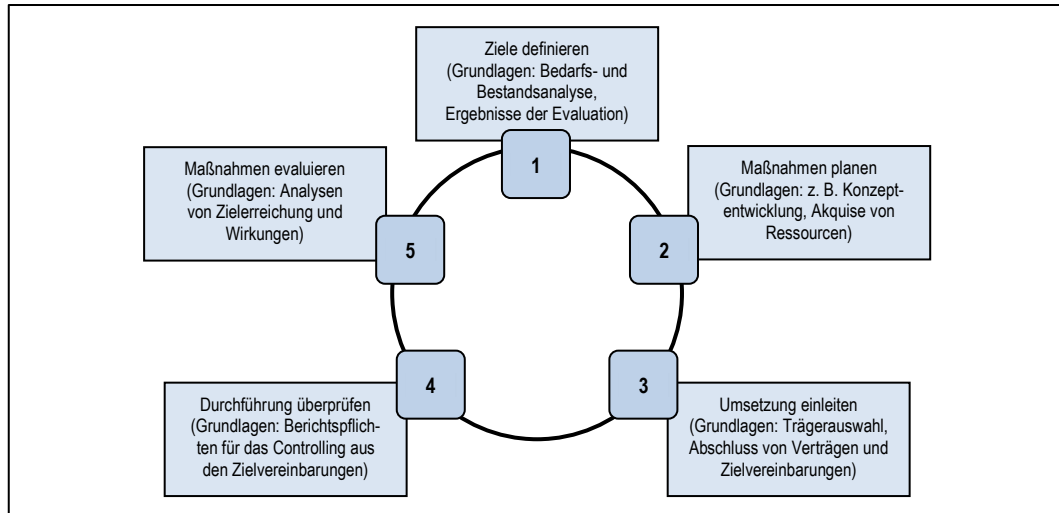 Ziele definieren
(Grundlagen: Bedarfs- und
Bestandsanalyse,
Ergebnisse der Evaluation)
1
Maßnahmen planen
(Grundlagen: z. B. Konzept-
entwicklung, Akquise von
Ressourcen)
2
Umsetzung einleiten
(Grundlagen: Trägerauswahl,
Abschluss von Verträgen und
Zielvereinbarungen)
3
Durchführung überprüfen
(Grundlagen: Berichtspflich-
ten für das Controlling aus
den Zielvereinbarungen)
4
Maßnahmen evaluieren
(Grundlagen: Analysen
von Zielerreichung und
Wirkungen)
5